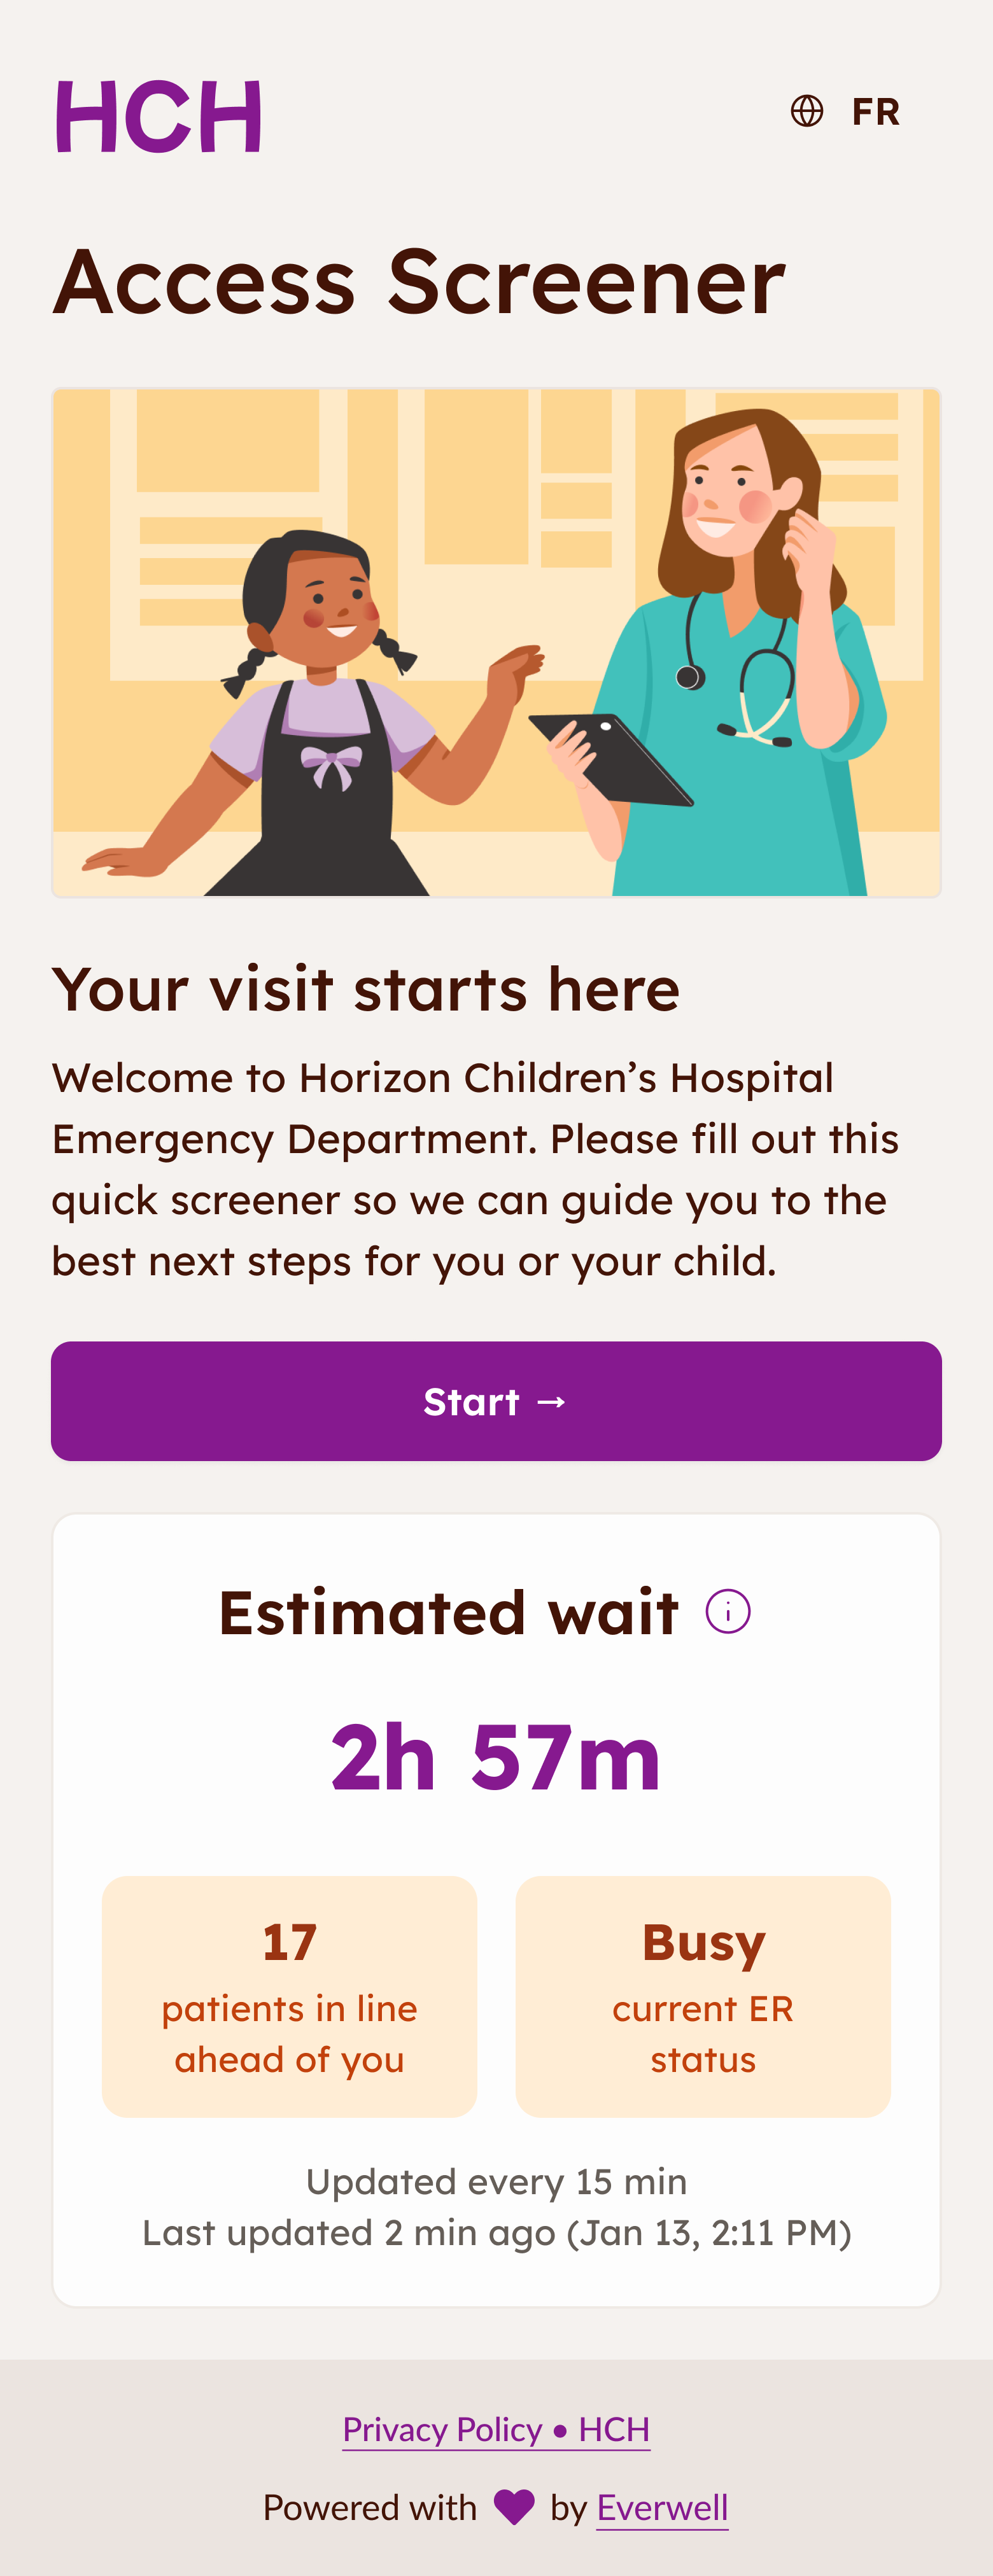 HCH
FR
Access Screener
Your visit starts here
Welcome to Horizon Children’s Hospital
Emergency Department. Please fill out this
quick screener so we can guide you to the
best next steps for you or your child.
Start →
Estimated wait
2h 57m
17
patients in line
ahead of you
Busy
current ER
status
Updated every 15 min
Last updated 2 min ago (Jan 13, 2:11 PM)
Privacy Policy • HCH
Powered with 💜 by Everwell